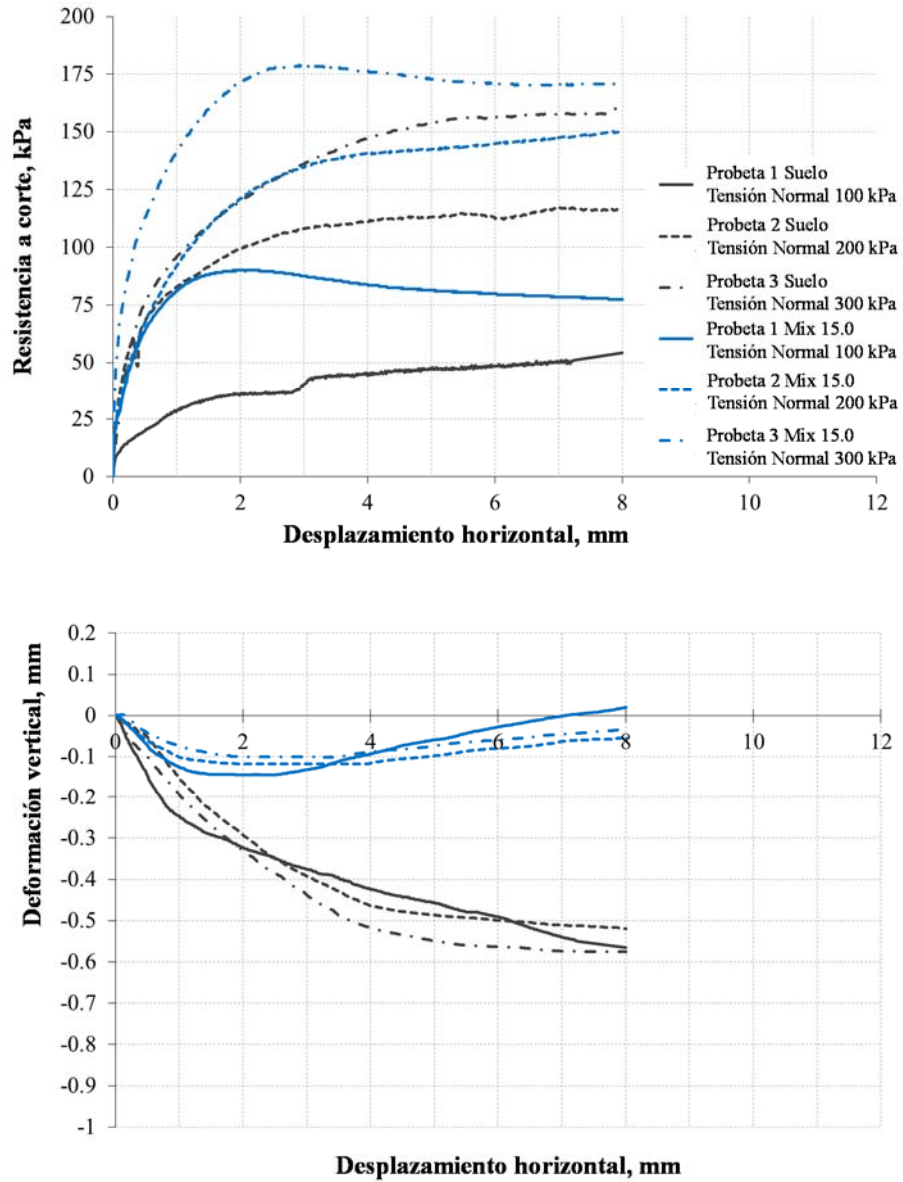 200
175
150
125
100
75
50
25
0
Resistencia a corte, kPa
0 2 4 6 8 10 12
Desplazamiento horizontal, mm
Probeta 1 Suelo
Tensión Normal 100 kPa
Probeta 2 Suelo
Tensión Normal 200 kPa
Probeta 3 Suelo
Tensión Normal 300 kPa
Probeta 1 Mix 15.0
Tensión Normal 100 kPa
Probeta 2 Mix 15.0
Tensión Normal 200 kPa
Probeta 3 Mix 15.0
Tensión Normal 300 kPa
0.2
0.1
0
-0.1
-0.2
-0.3
-0.4
-0.5
-0.6
-0.7
-0.8
-0.9
-1
Deformación vertical, mm
0 2 4 6 8 10 12
Desplazamiento horizontal, mm